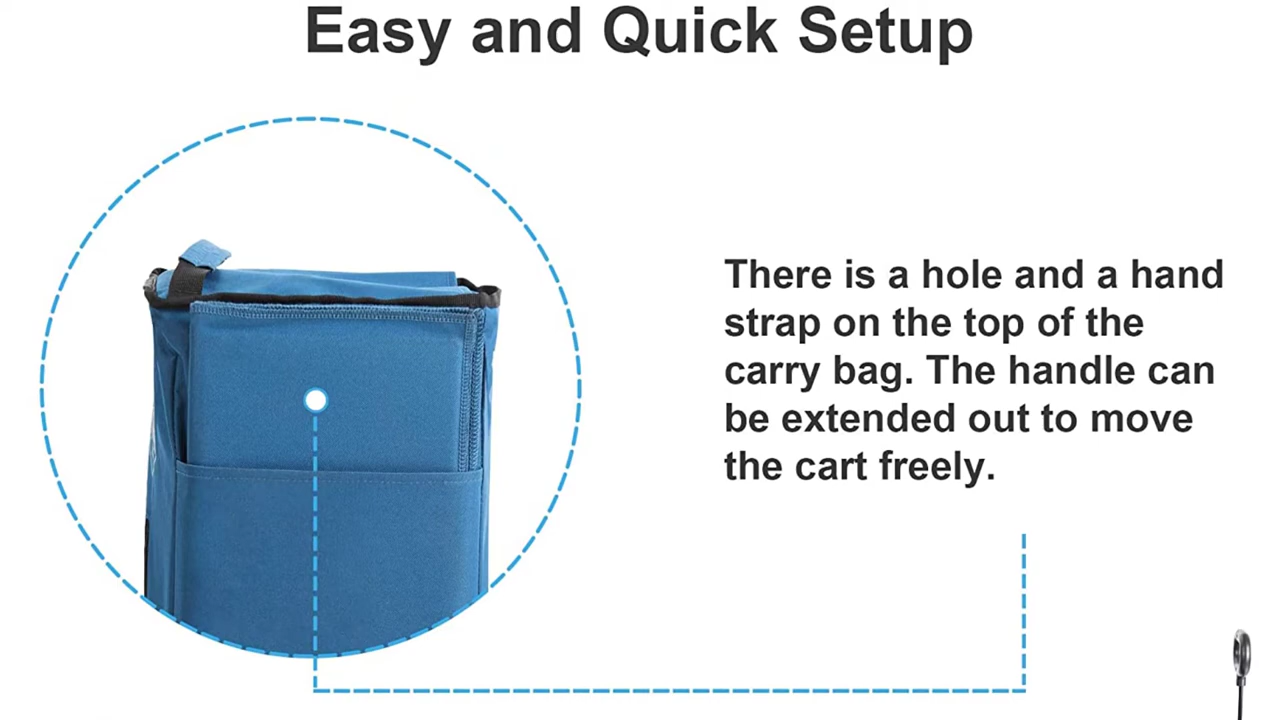 Easy and Quick Setup
There is a hole and a hand
strap on the top of the
carry bag. The handle can
be extended out to move
the cart freely.